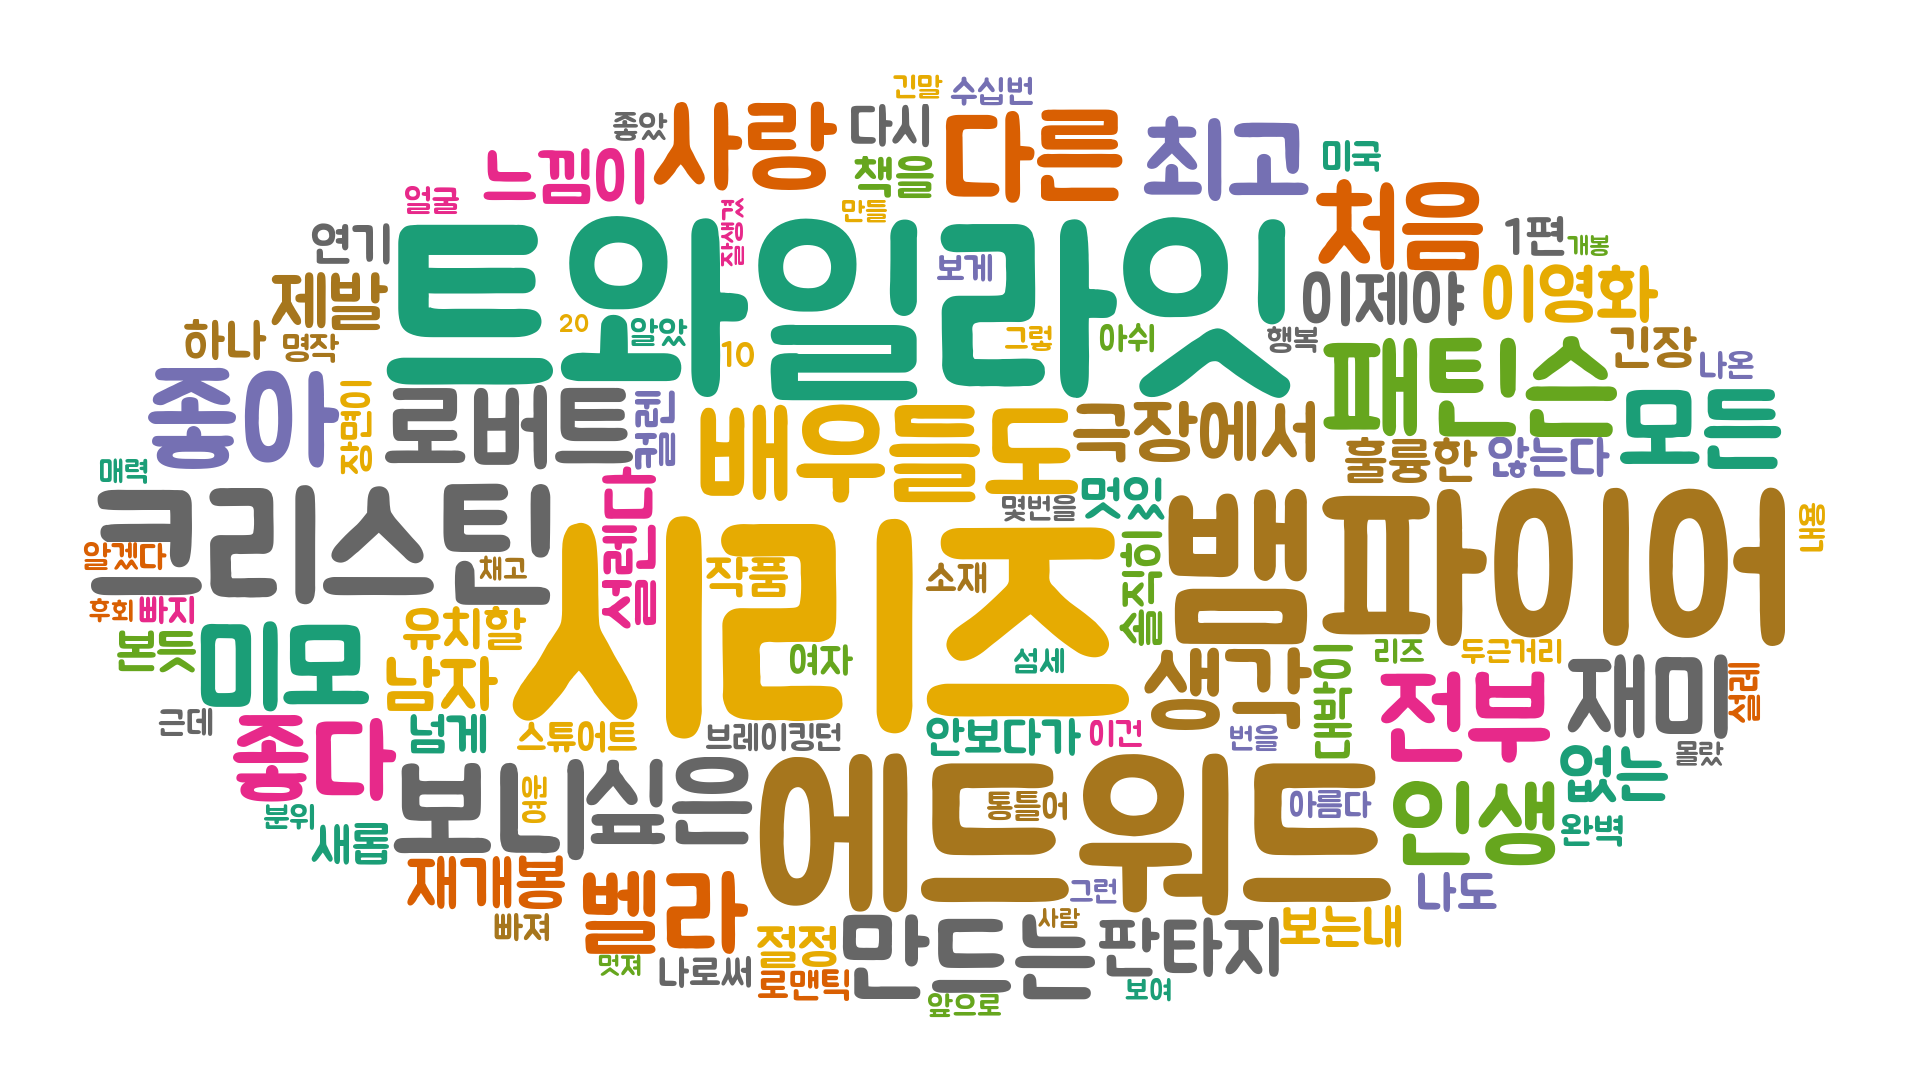 긴말 수십번
좋았 사랑 다시 다른 최고 미국
느낌이 책을 처음
얼굴 잘생겼 만들 1편 개봉
연기 트와일라잇 보게 이제야 이영화
제발 20 알았 10 그렇 아쉬 행복 긴장
하나 명작 패틴슨 나온
좋아 장면이 로버트 컬렌 배우들도 극장에서 모든
매력 훌륭한 않는다
크리스틴 설렌다 몇번을 멋있 뱀파이어 내용
알겠다 채고 시리즈 작품 소재 솔직히
후회 빠지 유치할
본듯 미모 남자 여자 섬세 생각 대박이 리즈 두근거리
근데 좋다 넘게 스튜어트 브레이킹던 안보다가 이건 번을 전부 재미 설레
몰랐
보니 싶은 에드워드 없는
분위 새롭 통틀어 아름다 인생 완벽
재개봉 벨라 그런 나도
빠져 절정 만드는 사람 판타지 보는내
멋져 나로써 로맨틱 보여
앞으로